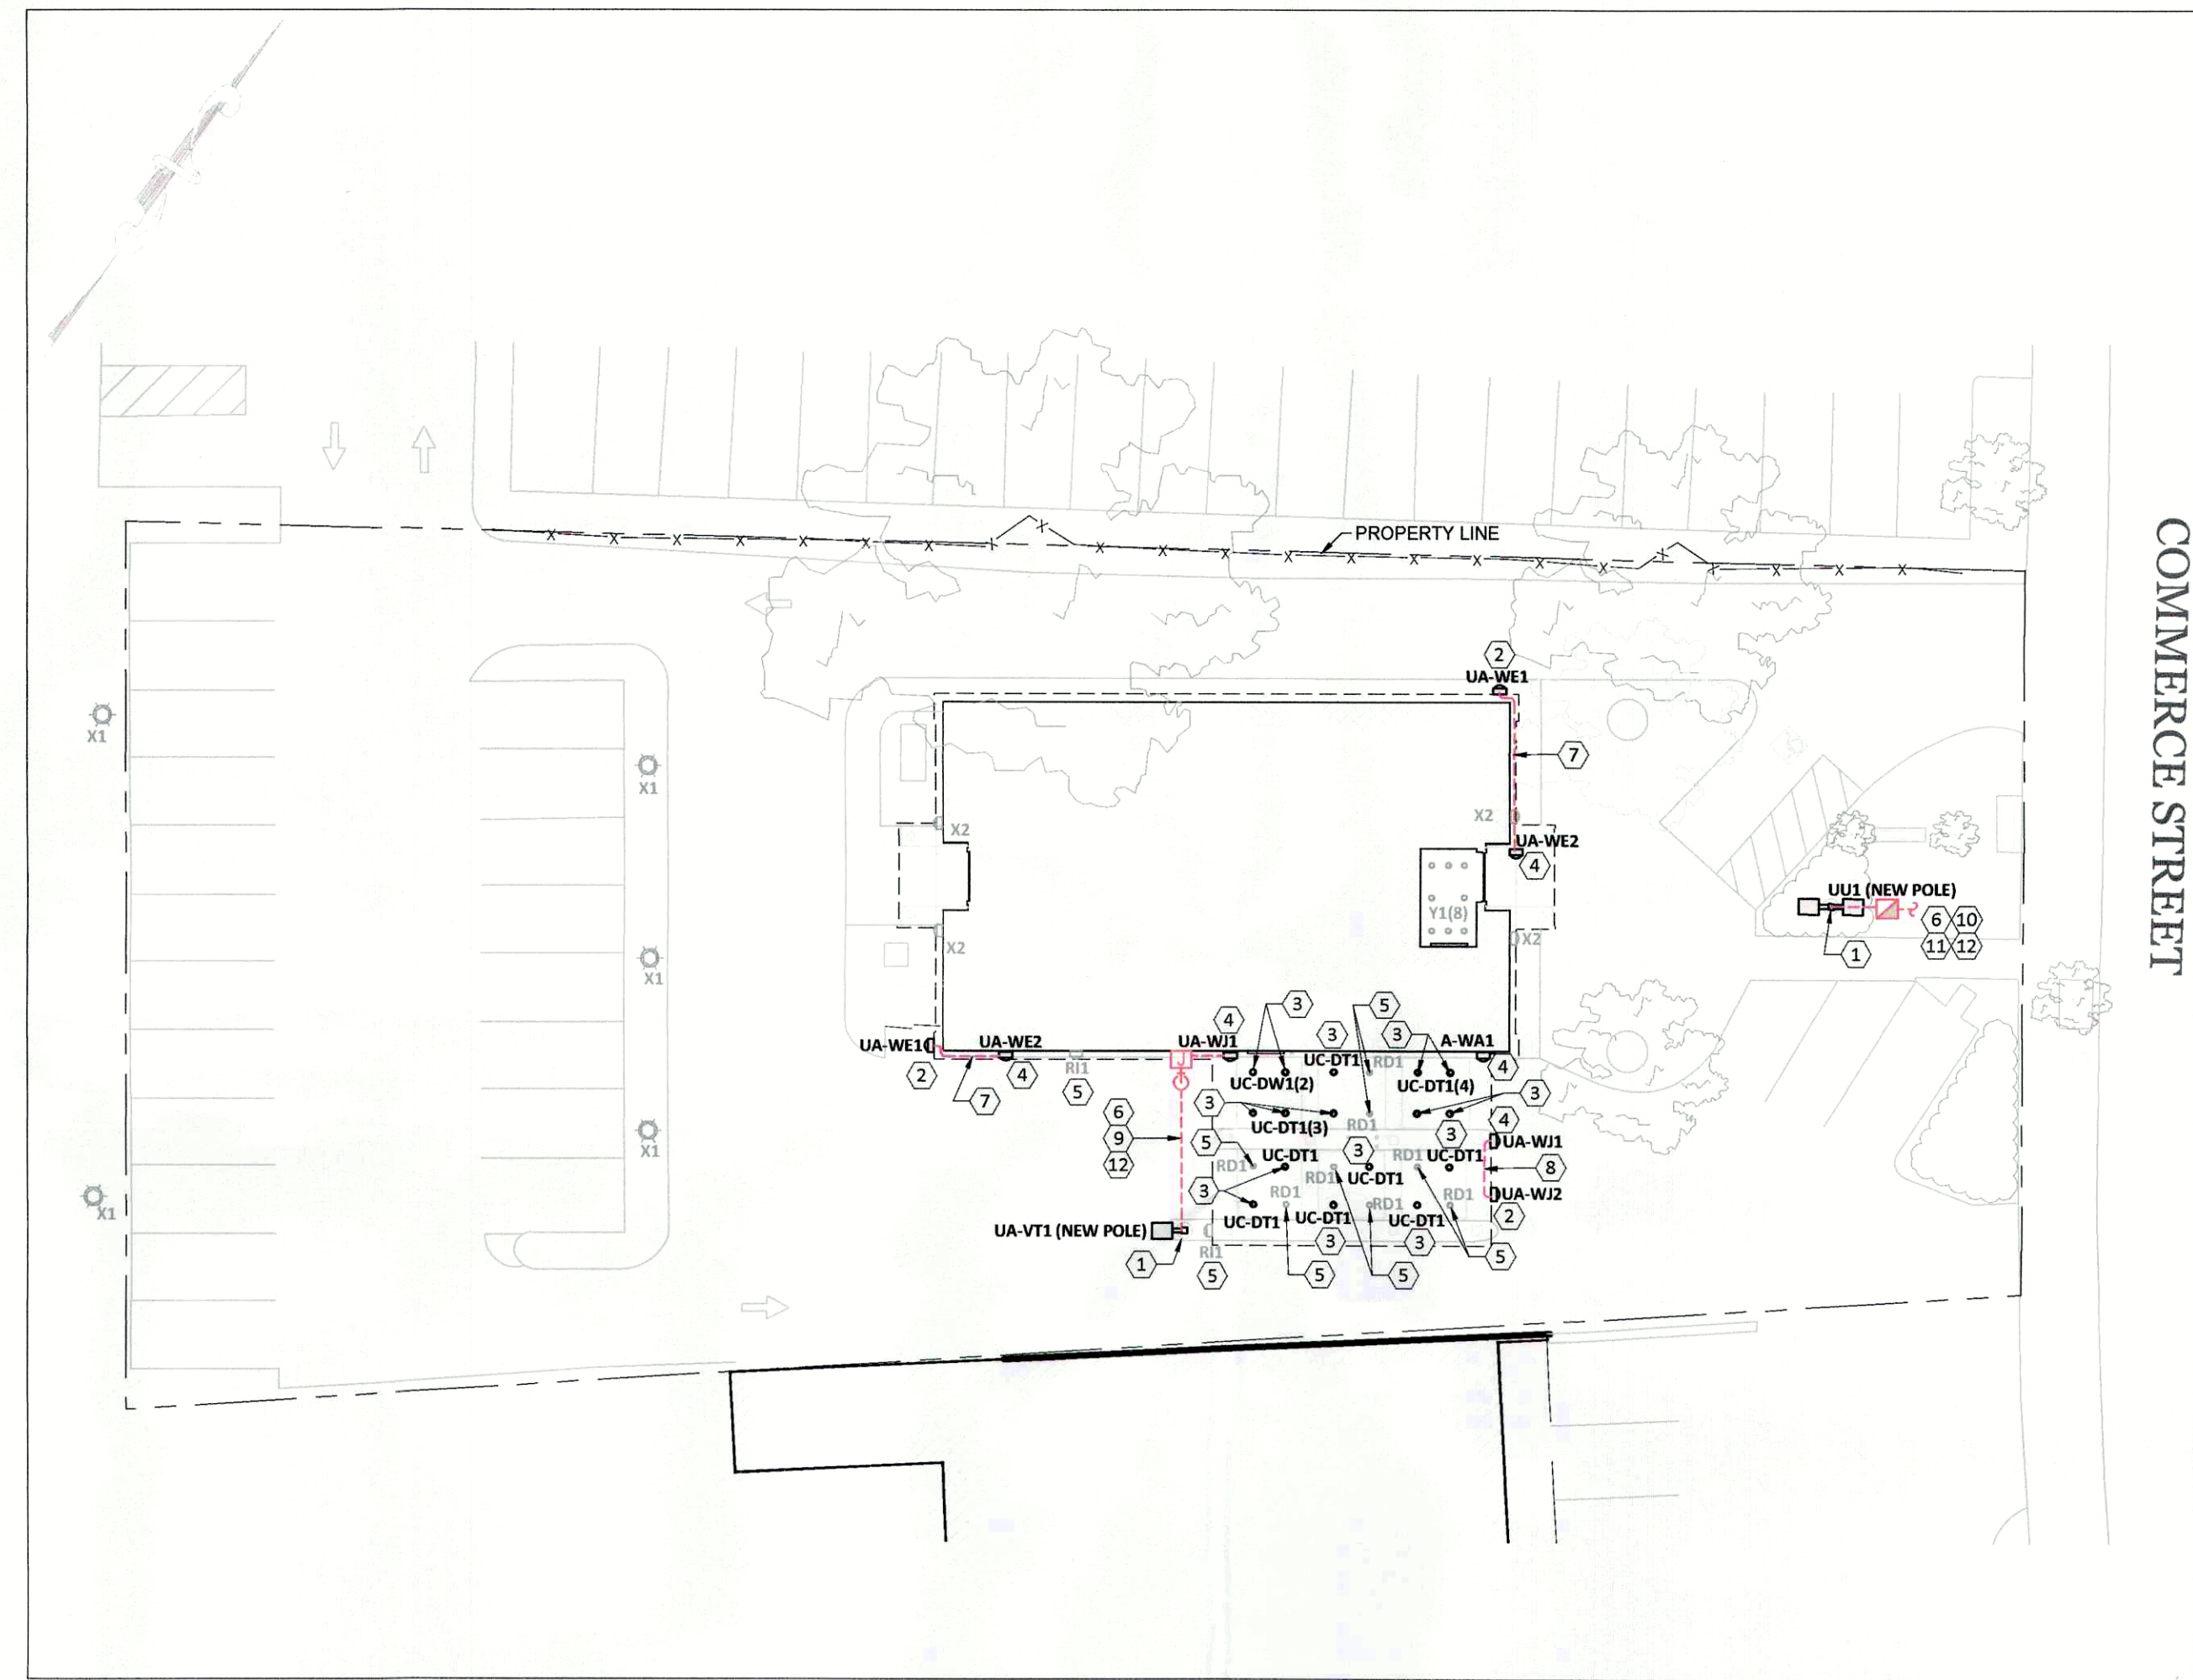 PROPERTY LINE
COMMERCE STREET
2
UA-WE1
X1
7
X1
X2
X2
UA-WE2
4
UU1 (NEW POLE)
Y1(8)
6 10
11 12
1
X2
X2
X1
3
5
4
3
3
UA-WE1
UA-WE2
UA-WJ1
A-WA1
UC-DT1
RD1
2
4
RI1
5
7
UC-DW1(2)
UC-DT1(4)
4
3
3
6
9
12
UC-DT1(3)
RD1
3
4
UA-WJ1
X1
5
UC-DT1
3
RD1
UC-DT1
8
RD1
RD1
UC-DT1
3
RD1
RD1
RD1
UA-WJ2
X1
UC-DT1
UC-DT1
UC-DT1
2
UA-VT1 (NEW POLE)
RI1
3
3
1
5
5
5
5